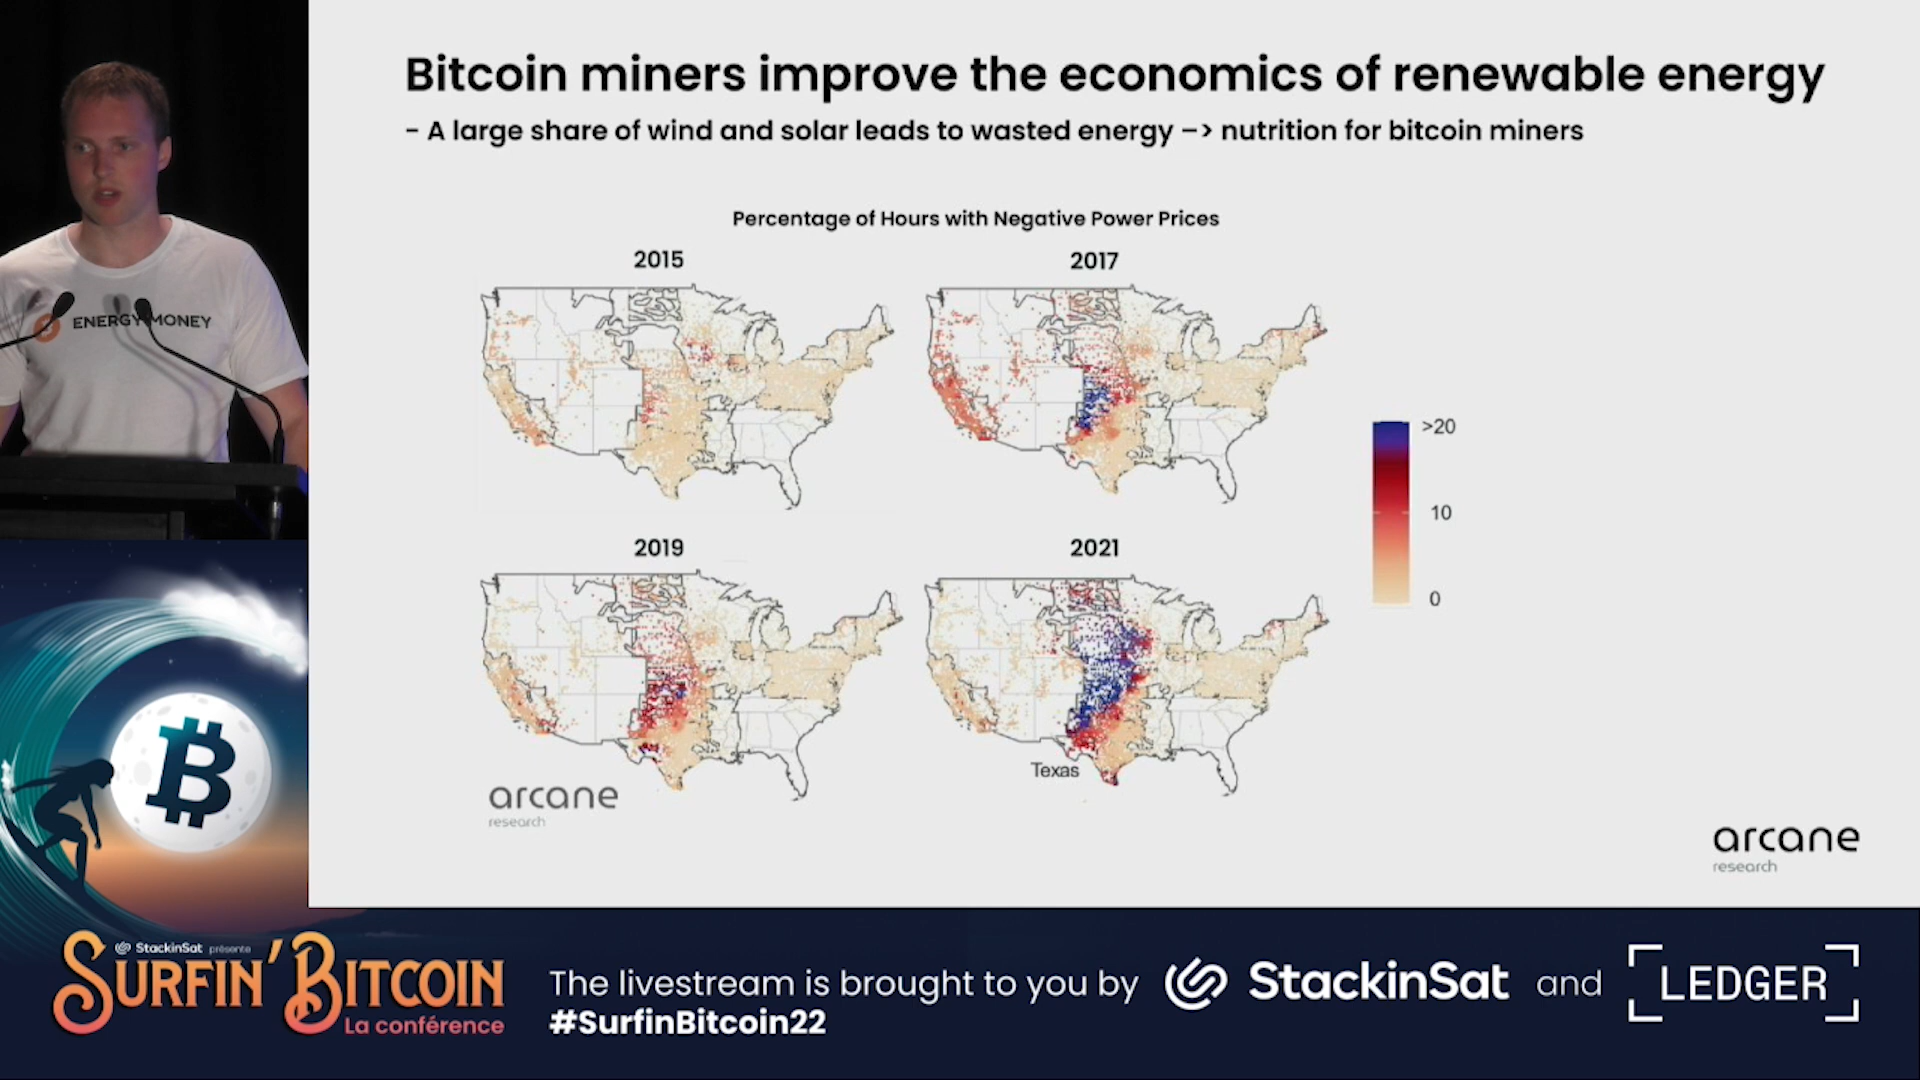 Bitcoin miners improve the economics of renewable energy
- A large share of wind and solar leads to wasted energy –> nutrition for bitcoin miners
ENERGY MONEY
Percentage of Hours with Negative Power Prices
2015
2017
>20
10
0
2019
2021
Texas
arcane
research
arcane
research
StackinSat présente
SURFIN' BITCOIN
La conférence
The livestream is brought to you by StackinSat and LEDGER
#SurfinBitcoin22